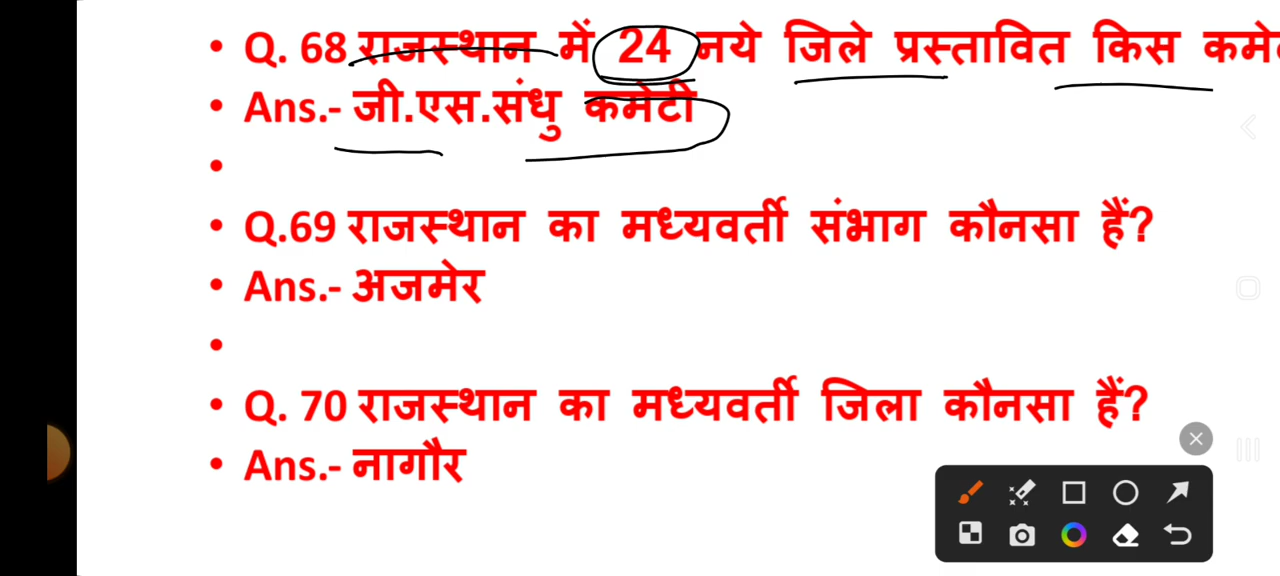 • Q. 68 राजस्थान में 24 नये जिले प्रस्तावित किस
• Ans.- जी.एस.संधु कमेटी
•
• Q.69 राजस्थान का मध्यवर्ती संभाग कौनसा हैं?
• Ans.- अजमेर
•
• Q. 70 राजस्थान का मध्यवर्ती जिला कौनसा हैं?
• Ans.- नागौर